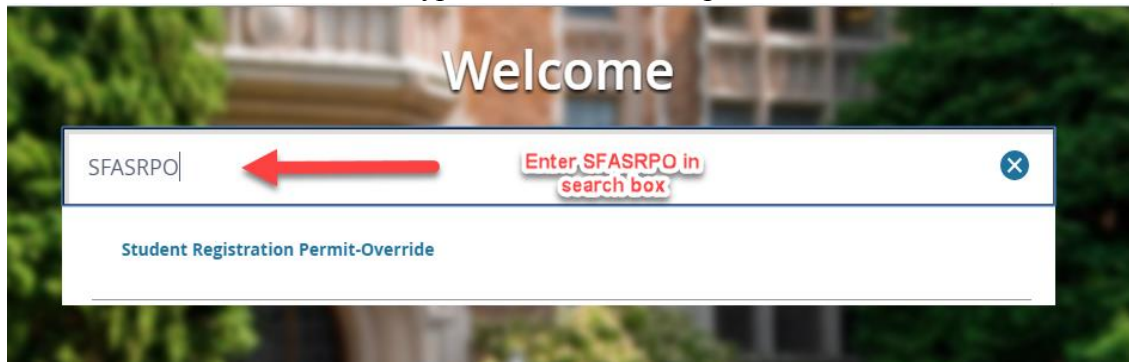 Welcome
SFASRPO
Enter SFASRPO in
search box
Student Registration Permit-Override